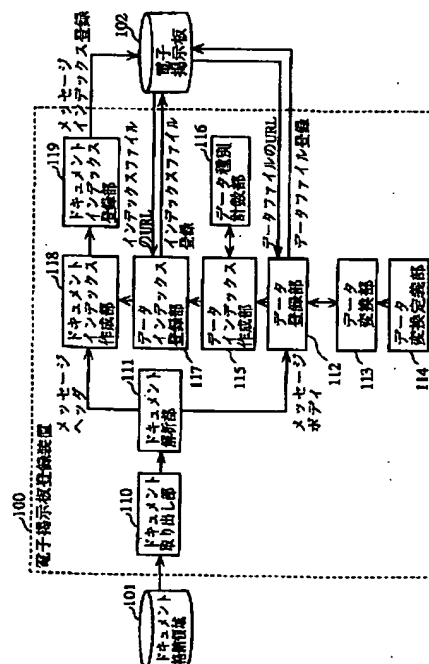 100
電子掲示板登録装置
101
ドキュメント
格納領域
110
ドキュメント
取り出し部
111
ドキュメント
解析部
メッセージ
ヘッダ
メッセージ
ボディ
118
ドキュメント
インデックス
作成部
119
ドキュメント
インデックス
登録部
メッセージ
インデックス登録
102
電子
掲示板
データ
インデックス
登録部
117
インデックスファイル
のURL
インデックスファイル
登録
データ
インデックス
作成部
115
116
データ種別
計数部
データ
登録部
112
データファイルのURL
データファイル登録
データ
変換部
113
データ
変換定義部
114